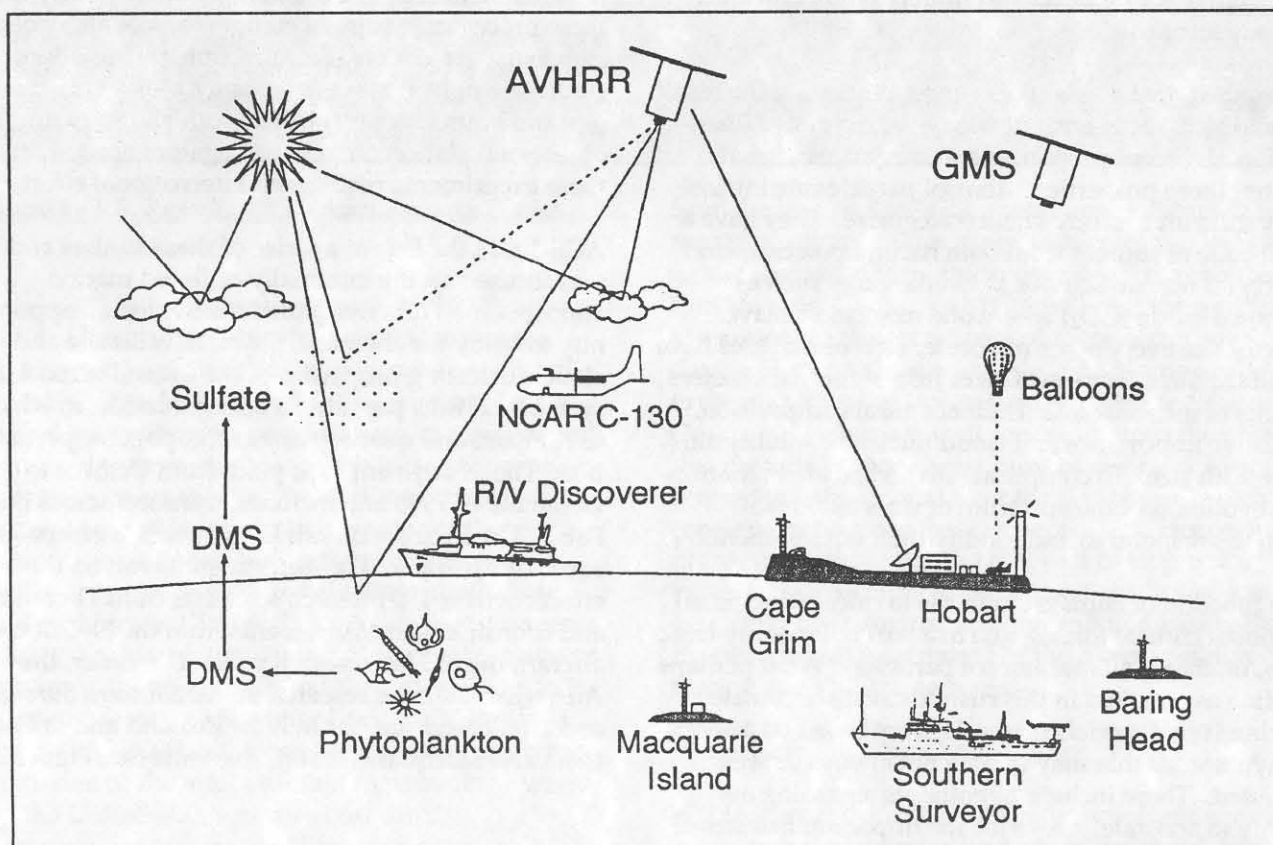 AVHRR
GMS
Sulfate
NCAR C-130
Balloons
R/V Discoverer
DMS
Cape
Grim
Hobart
DMS
Phytoplankton
Macquarie
Island
Southern
Surveyor
Baring
Head